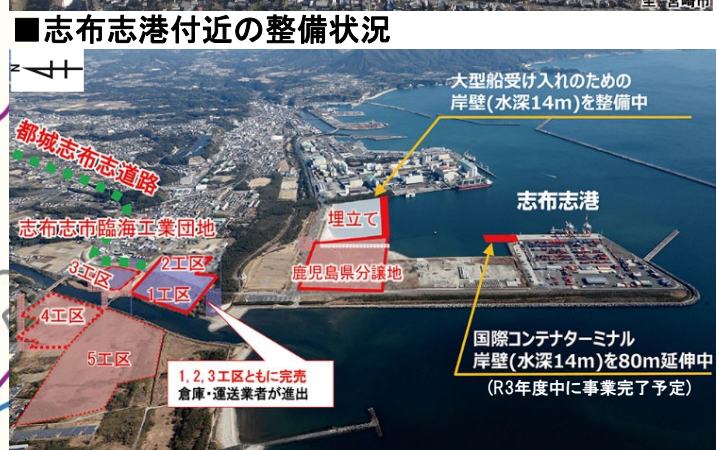 ■志布志港付近の整備状況
N
大型船受け入れのための
岸壁(水深14m)を整備中
都城志布志道路
志布志港
埋立て
志布志市臨海工業団地
鹿児島県分譲地
2工区
3工区
1工区
4工区
5工区
1,2,3工区ともに完売
倉庫・運送業者が進出
国際コンテナターミナル
岸壁(水深14m)を80m延伸中
(R3年度中に事業完了予定)